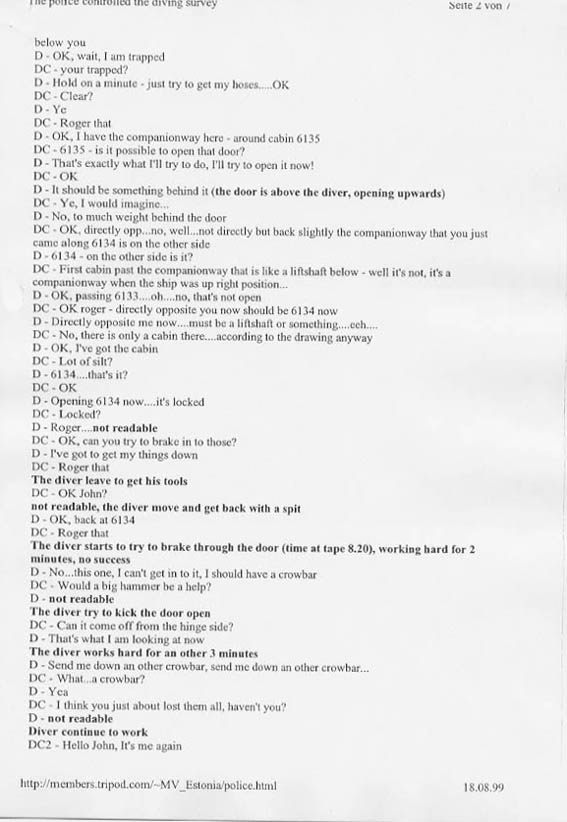 The police controlled the diving survey Seite 2 von 7
below you
D - OK, wait, I am trapped
DC - your trapped?
D - Hold on a minute - just try to get my hoses.....OK
DC - Clear?
D - Ye
DC - Roger that
D - OK, I have the companionway here - around cabin 6135
DC - 6135 - is it possible to open that door?
D - That's exactly what I'll try to do, I'll try to open it now!
DC - OK
D - It should be something behind it (the door is above the diver, opening upwards)
DC - Ye, I would imagine...
D - No, to much weight behind the door
DC - OK, directly opp...no, well...not directly but back slightly the companionway that you just
came along 6134 is on the other side
D - 6134 - on the other side is it?
DC - First cabin past the companionway that is like a liftshaft below - well it's not, it's a
companionway when the ship was up right position...
D - OK, passing 6133....oh....no, that's not open
DC - OK roger - directly opposite you now should be 6134 now
D - Directly opposite me now....must be a liftshaft or something....eeh....
DC - No, there is only a cabin there....according to the drawing anyway
D - OK, I've got the cabin
DC - Lot of silt?
D - 6134....that's it?
DC - OK
D - Opening 6134 now....it's locked
DC - Locked?
D - Roger....not readable
DC - OK, can you try to brake in to those?
D - I've got to get my things down
DC - Roger that
The diver leave to get his tools
DC - OK John?
not readable, the diver move and get back with a spit
D - OK, back at 6134
DC - Roger that
The diver starts to try to brake through the door (time at tape 8.20), working hard for 2
minutes, no success
D - No...this one, I can't get in to it, I should have a crowbar
DC - Would a big hammer be a help?
D - not readable
The diver try to kick the door open
DC - Can it come off from the hinge side?
D - That's what I am looking at now
The diver works hard for an other 3 minutes
D - Send me down an other crowbar, send me down an other crowbar...
DC - What...a crowbar?
D - Yea
DC - I think you just about lost them all, haven't you?
D - not readable
Diver continue to work
DC2 - Hello John, It's me again
http://members.tripod.com/~MV_Estonia/police.html 18.08.99